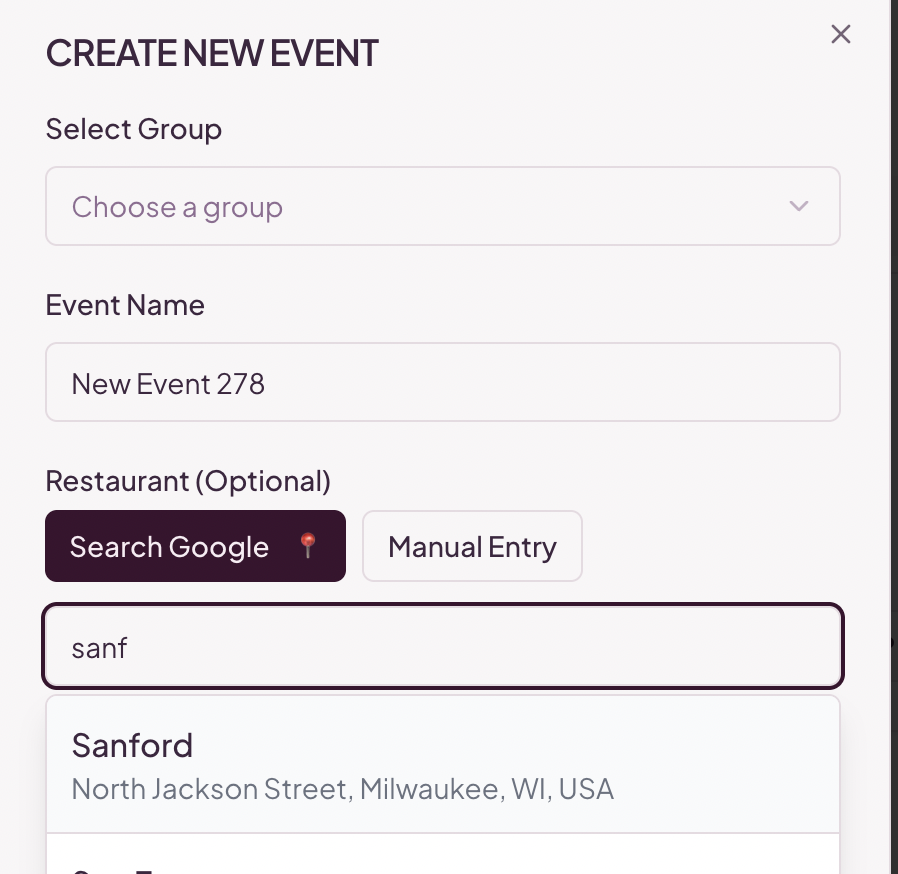 CREATE NEW EVENT
Select Group
Choose a group
Event Name
New Event 278
Restaurant (Optional)
Search Google
Manual Entry
sanf
Sanford
North Jackson Street, Milwaukee, WI, USA